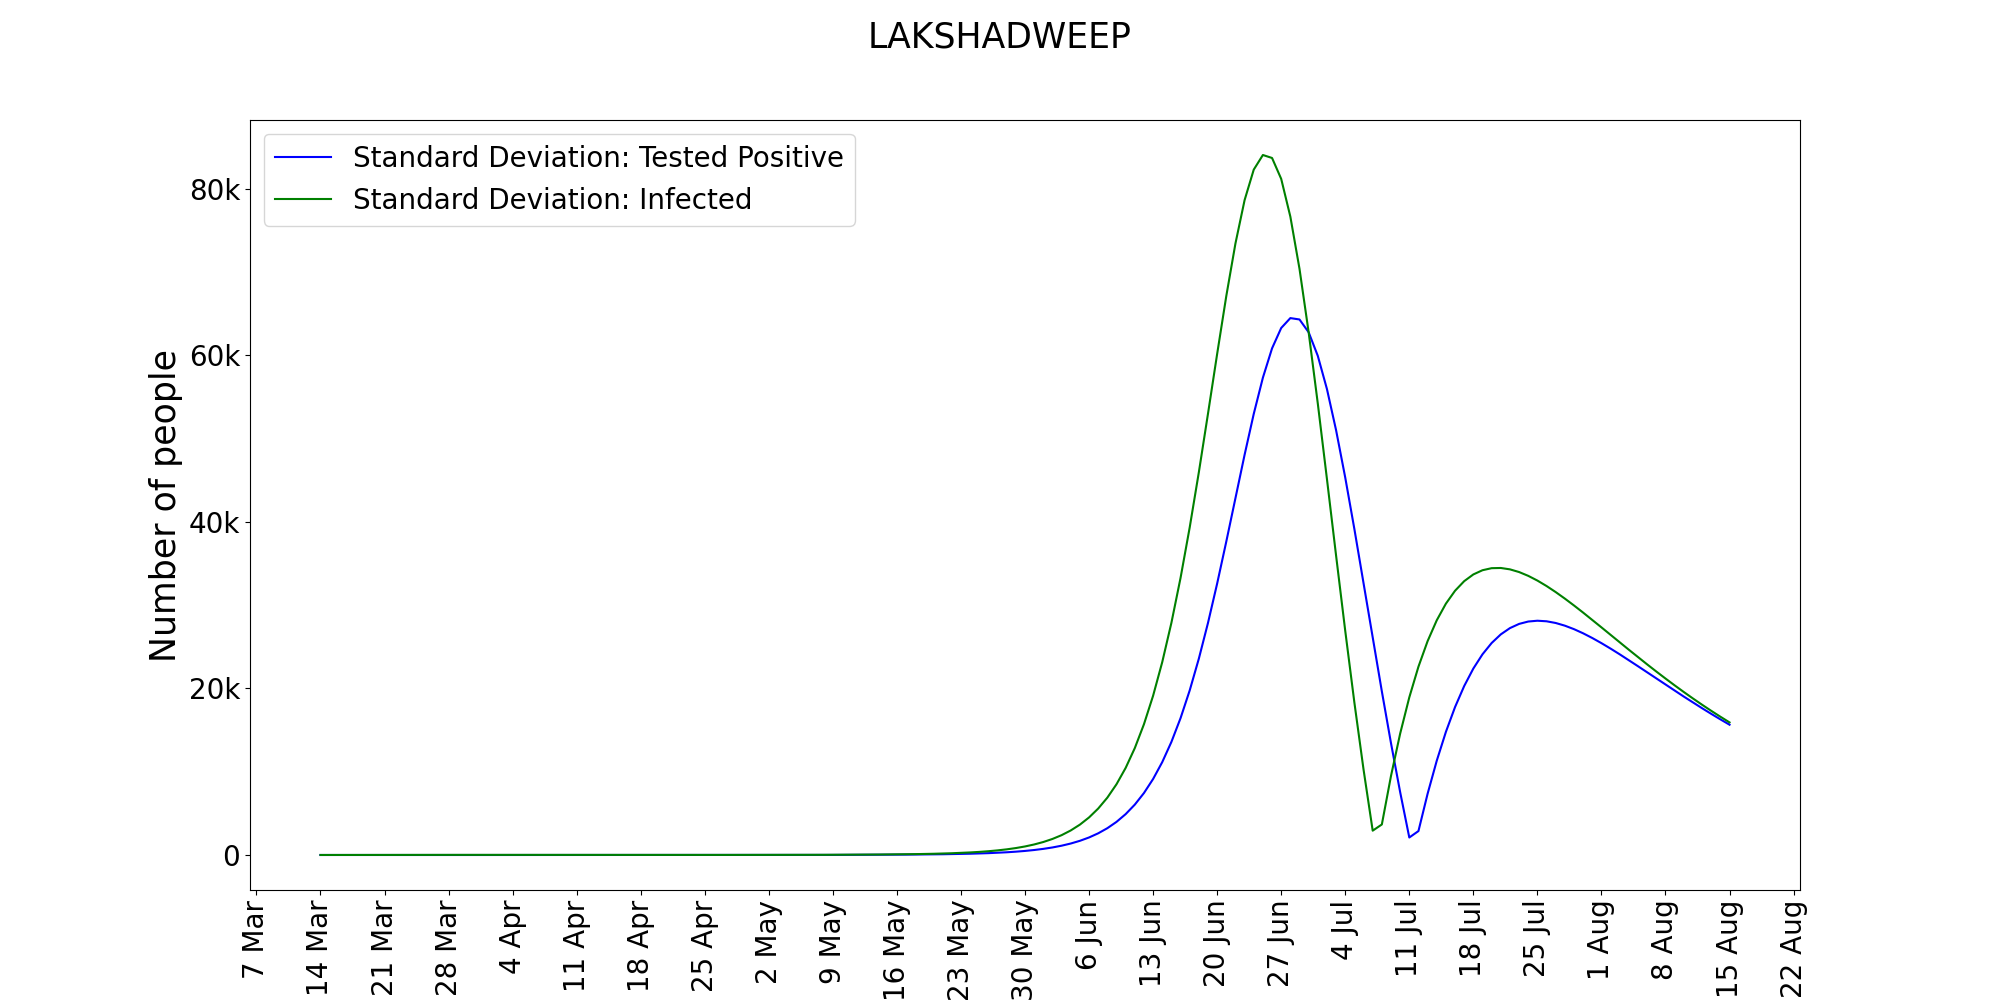 LAKSHADWEEP
Standard Deviation: Tested Positive
Standard Deviation: Infected
Number of people
80k
60k
40k
20k
0
7 Mar
14 Mar
21 Mar
28 Mar
4 Apr
11 Apr
18 Apr
25 Apr
2 May
9 May
16 May
23 May
30 May
6 Jun
13 Jun
20 Jun
27 Jun
4 Jul
11 Jul
18 Jul
25 Jul
1 Aug
8 Aug
15 Aug
22 Aug